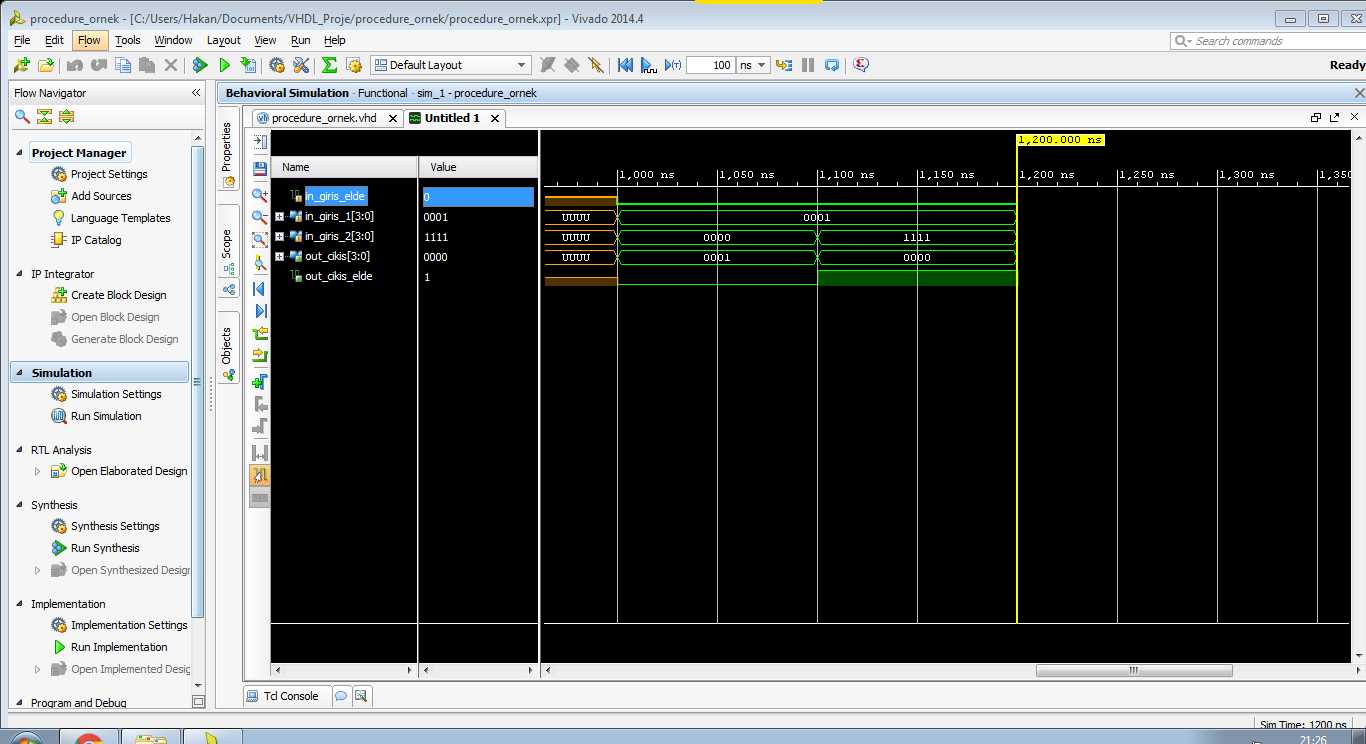 procedure_ornek - [C:/Users/Hakan/Documents/VHDL_Proje/procedure_ornek/procedure_ornek.xpr] - Vivado 2014.4
File Edit Flow Tools Window Layout View Run Help
Search commands
Default Layout
100 ns
Ready
Flow Navigator
Project Manager
Project Settings
Add Sources
Language Templates
IP Catalog
IP Integrator
Create Block Design
Open Block Design
Generate Block Design
Simulation
Simulation Settings
Run Simulation
RTL Analysis
Open Elaborated Design
Synthesis
Synthesis Settings
Run Synthesis
Open Synthesized Design
Implementation
Implementation Settings
Run Implementation
Open Implemented Desig
Program and Debug
Behavioral Simulation - Functional - sim_1 - procedure_ornek
Properties
Scope
Objects
procedure_ornek.vhd
Untitled 1
Name Value
in_giris_elde 0
in_giris_1[3:0] 0001
in_giris_2[3:0] 1111
out_cikis[3:0] 0000
out_cikis_elde 1
1,200.000 ns
1,000 ns 1,050 ns 1,100 ns 1,150 ns 1,200 ns 1,250 ns 1,300 ns 1,350
UUUU 0001
UUUU 0000 1111
UUUU 0001 0000
Tcl Console
Sim Time: 1200 ns
21:26